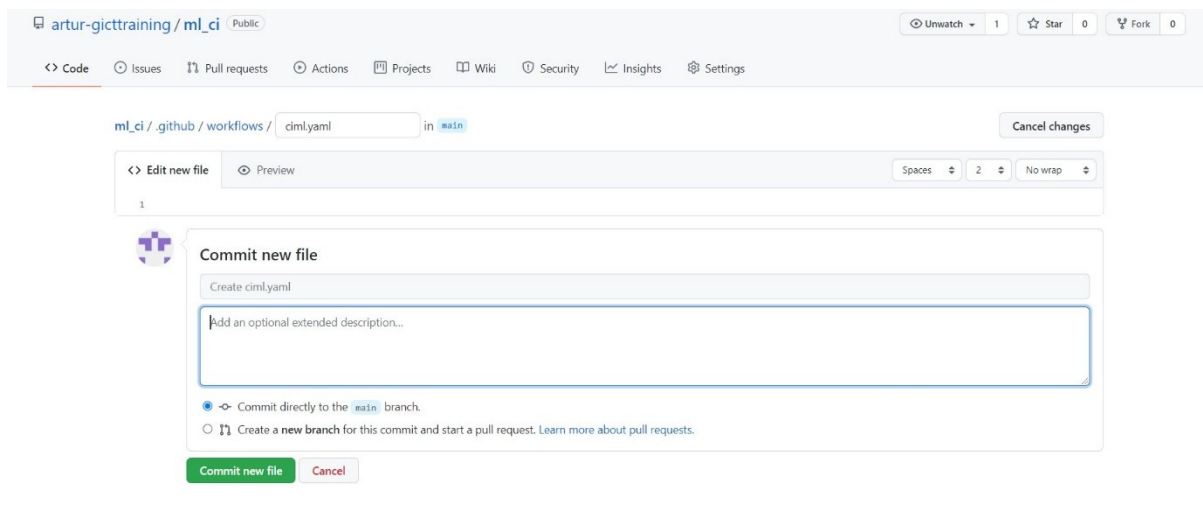 artur-gicttraining / ml_ci Public Unwatch 1 Star 0 Fork 0
<> Code Issues Pull requests Actions Projects Wiki Security Insights Settings
ml_ci / .github / workflows / ciml.yaml in main Cancel changes
<> Edit new file Preview Spaces 2 No wrap
1
Commit new file
Create ciml.yaml
Add an optional extended description...
Commit directly to the main branch.
Create a new branch for this commit and start a pull request. Learn more about pull requests.
Commit new file Cancel